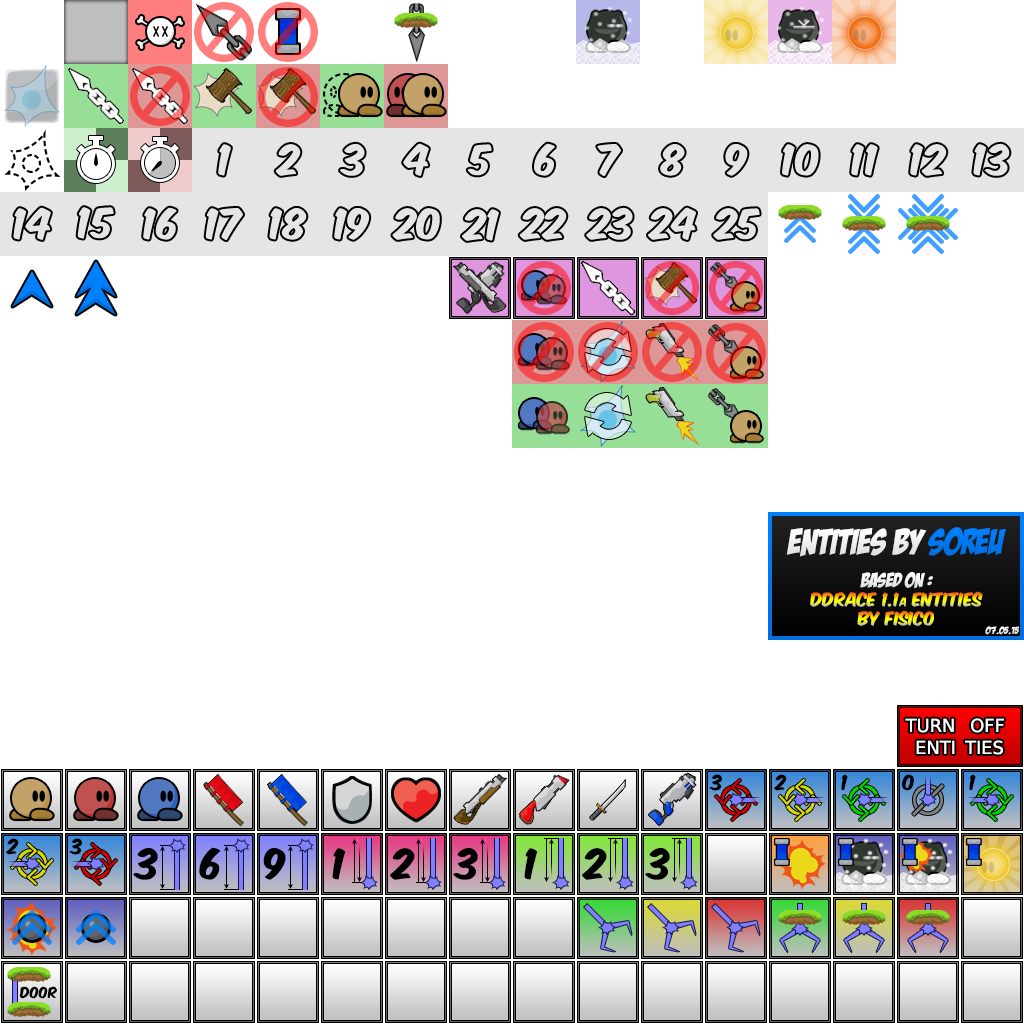 1 2 3 4 5 6 7 8 9 10 11 12 13
14 15 16 17 18 19 20 21 22 23 24 25
ENTITIES BY SOREU
BASED ON :
DDRACE 1.1A ENTITIES
BY FISICO
07.05.15
TURN OFF
ENTI TIES
3 2 1 0 1
2 3 3 6 9 1 2 3 1 2 3
DOOR